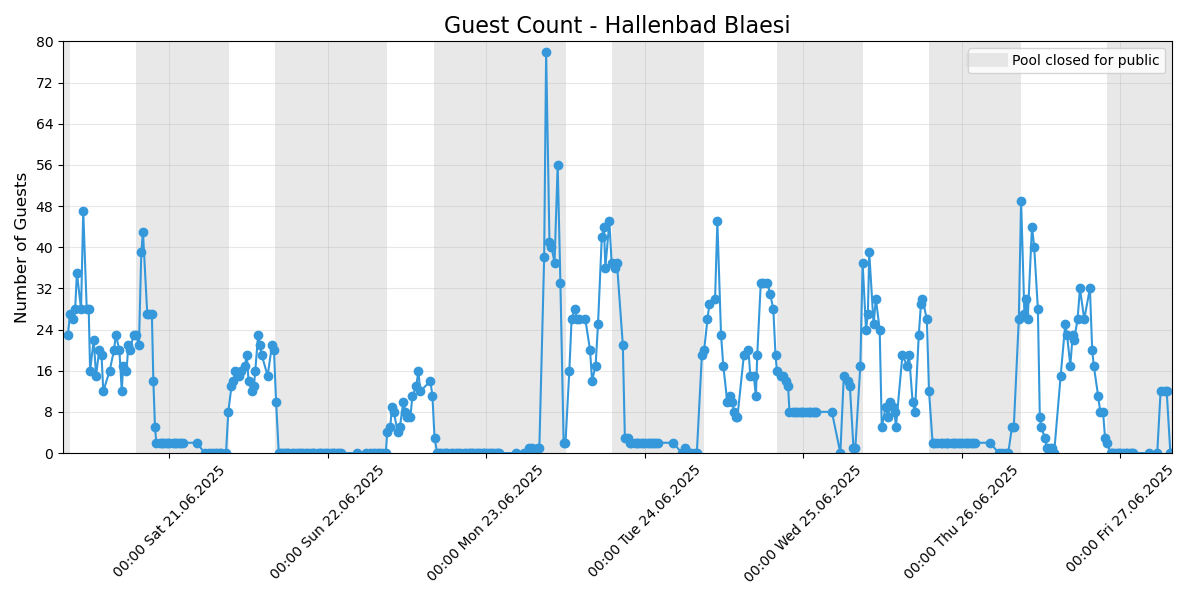 Guest Count - Hallenbad Blaesi
Pool closed for public
Number of Guests
80
72
64
56
48
40
32
24
16
8
0
00:00 Sat 21.06.2025
00:00 Sun 22.06.2025
00:00 Mon 23.06.2025
00:00 Tue 24.06.2025
00:00 Wed 25.06.2025
00:00 Thu 26.06.2025
00:00 Fri 27.06.2025